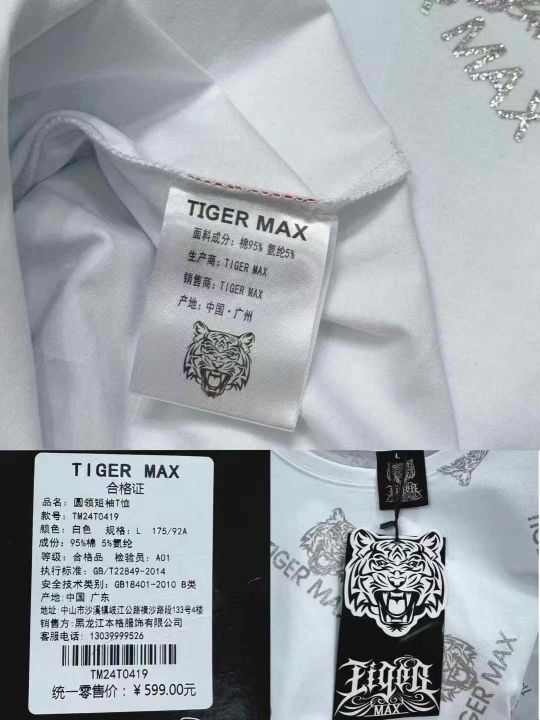 MAX
TIGER MAX
面料成分：棉95% 氨纶5%
生产商：TIGER MAX
销售商：TIGER MAX
产地：中国·广州
TIGER MAX
合格证
品名：圆领短袖T恤
款号：TM24T0419
颜色：白色 规格：L 175/92A
成份：95%棉 5%氨纶
等级：合格品 检验员：A01
执行标准：GB/T22849-2014
安全技术类别：GB18401-2010 B类
产地:中国 广东
地址:中山市沙溪镇岐江公路横沙路段133号4楼
销售方：黑龙江本格服饰有限公司
客服电话：13039999526
TM24T0419
统一零售价：￥599.00元
L
TIGER MAX
TIGER MAX
Tiger
MAX